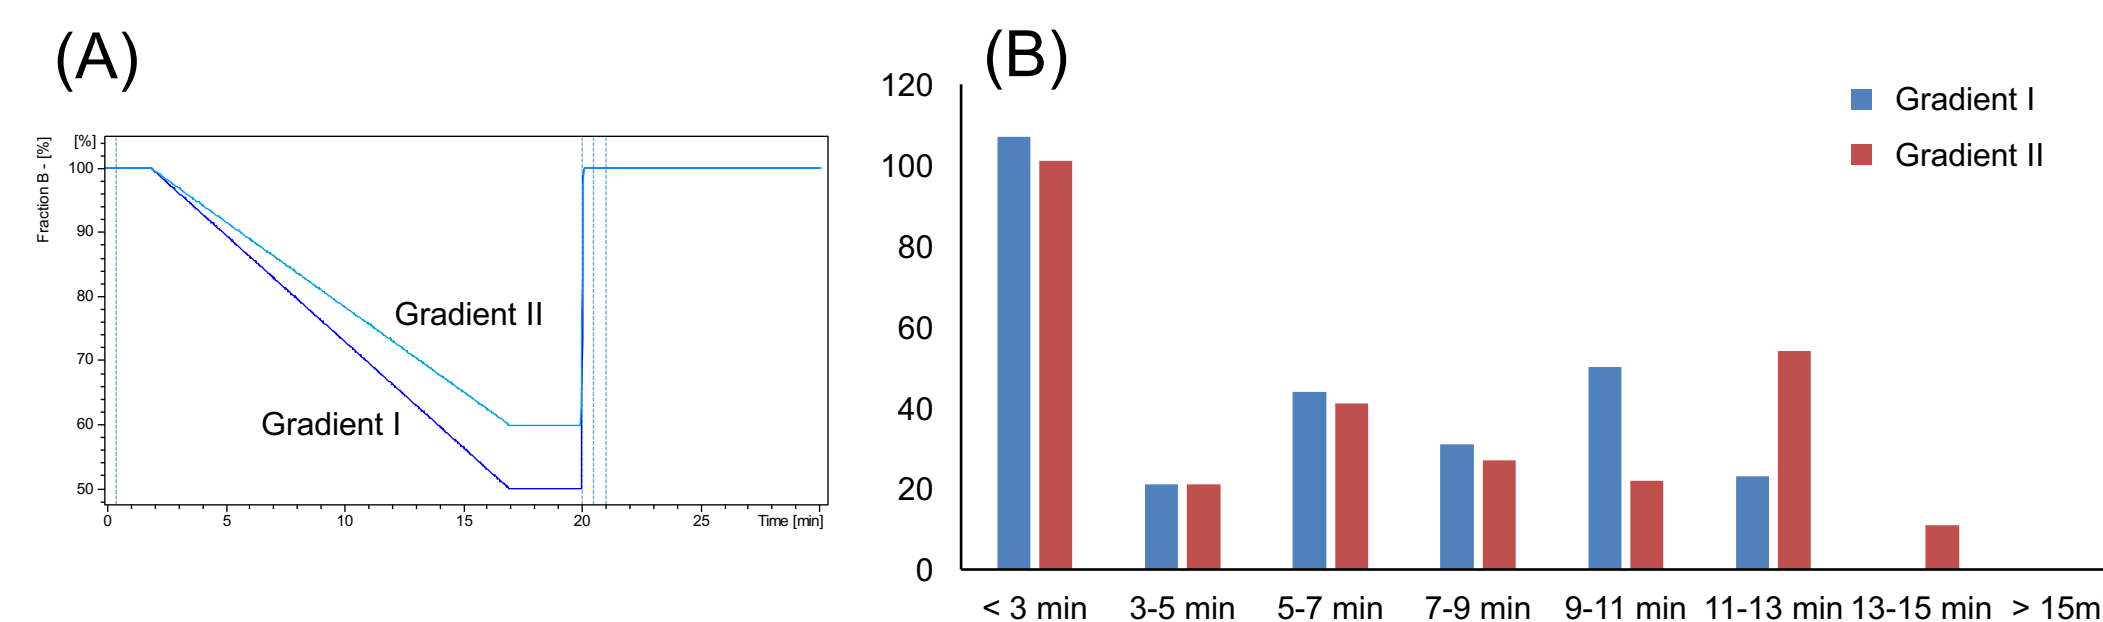 (A)
Fraction B - [%]
[%]
100
90
80
70
60
50
Gradient II
Gradient I
0 5 10 15 20 25 Time [min]
(B)
120
100
80
60
40
20
0
Gradient I
Gradient II
< 3 min 3-5 min 5-7 min 7-9 min 9-11 min 11-13 min 13-15 min > 15m